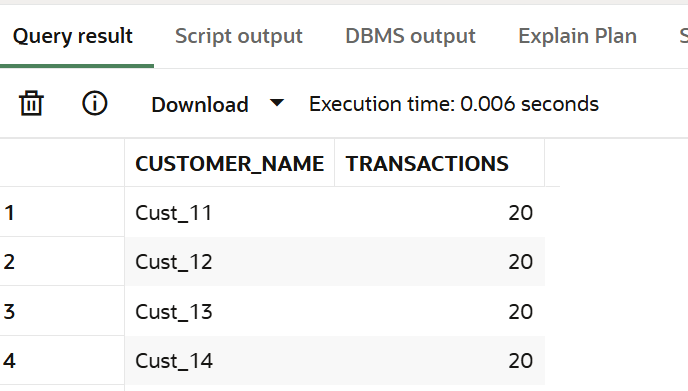 Query result Script output DBMS output Explain Plan S
Download Execution time: 0.006 seconds
CUSTOMER_NAME TRANSACTIONS
1 Cust_11 20
2 Cust_12 20
3 Cust_13 20
4 Cust_14 20